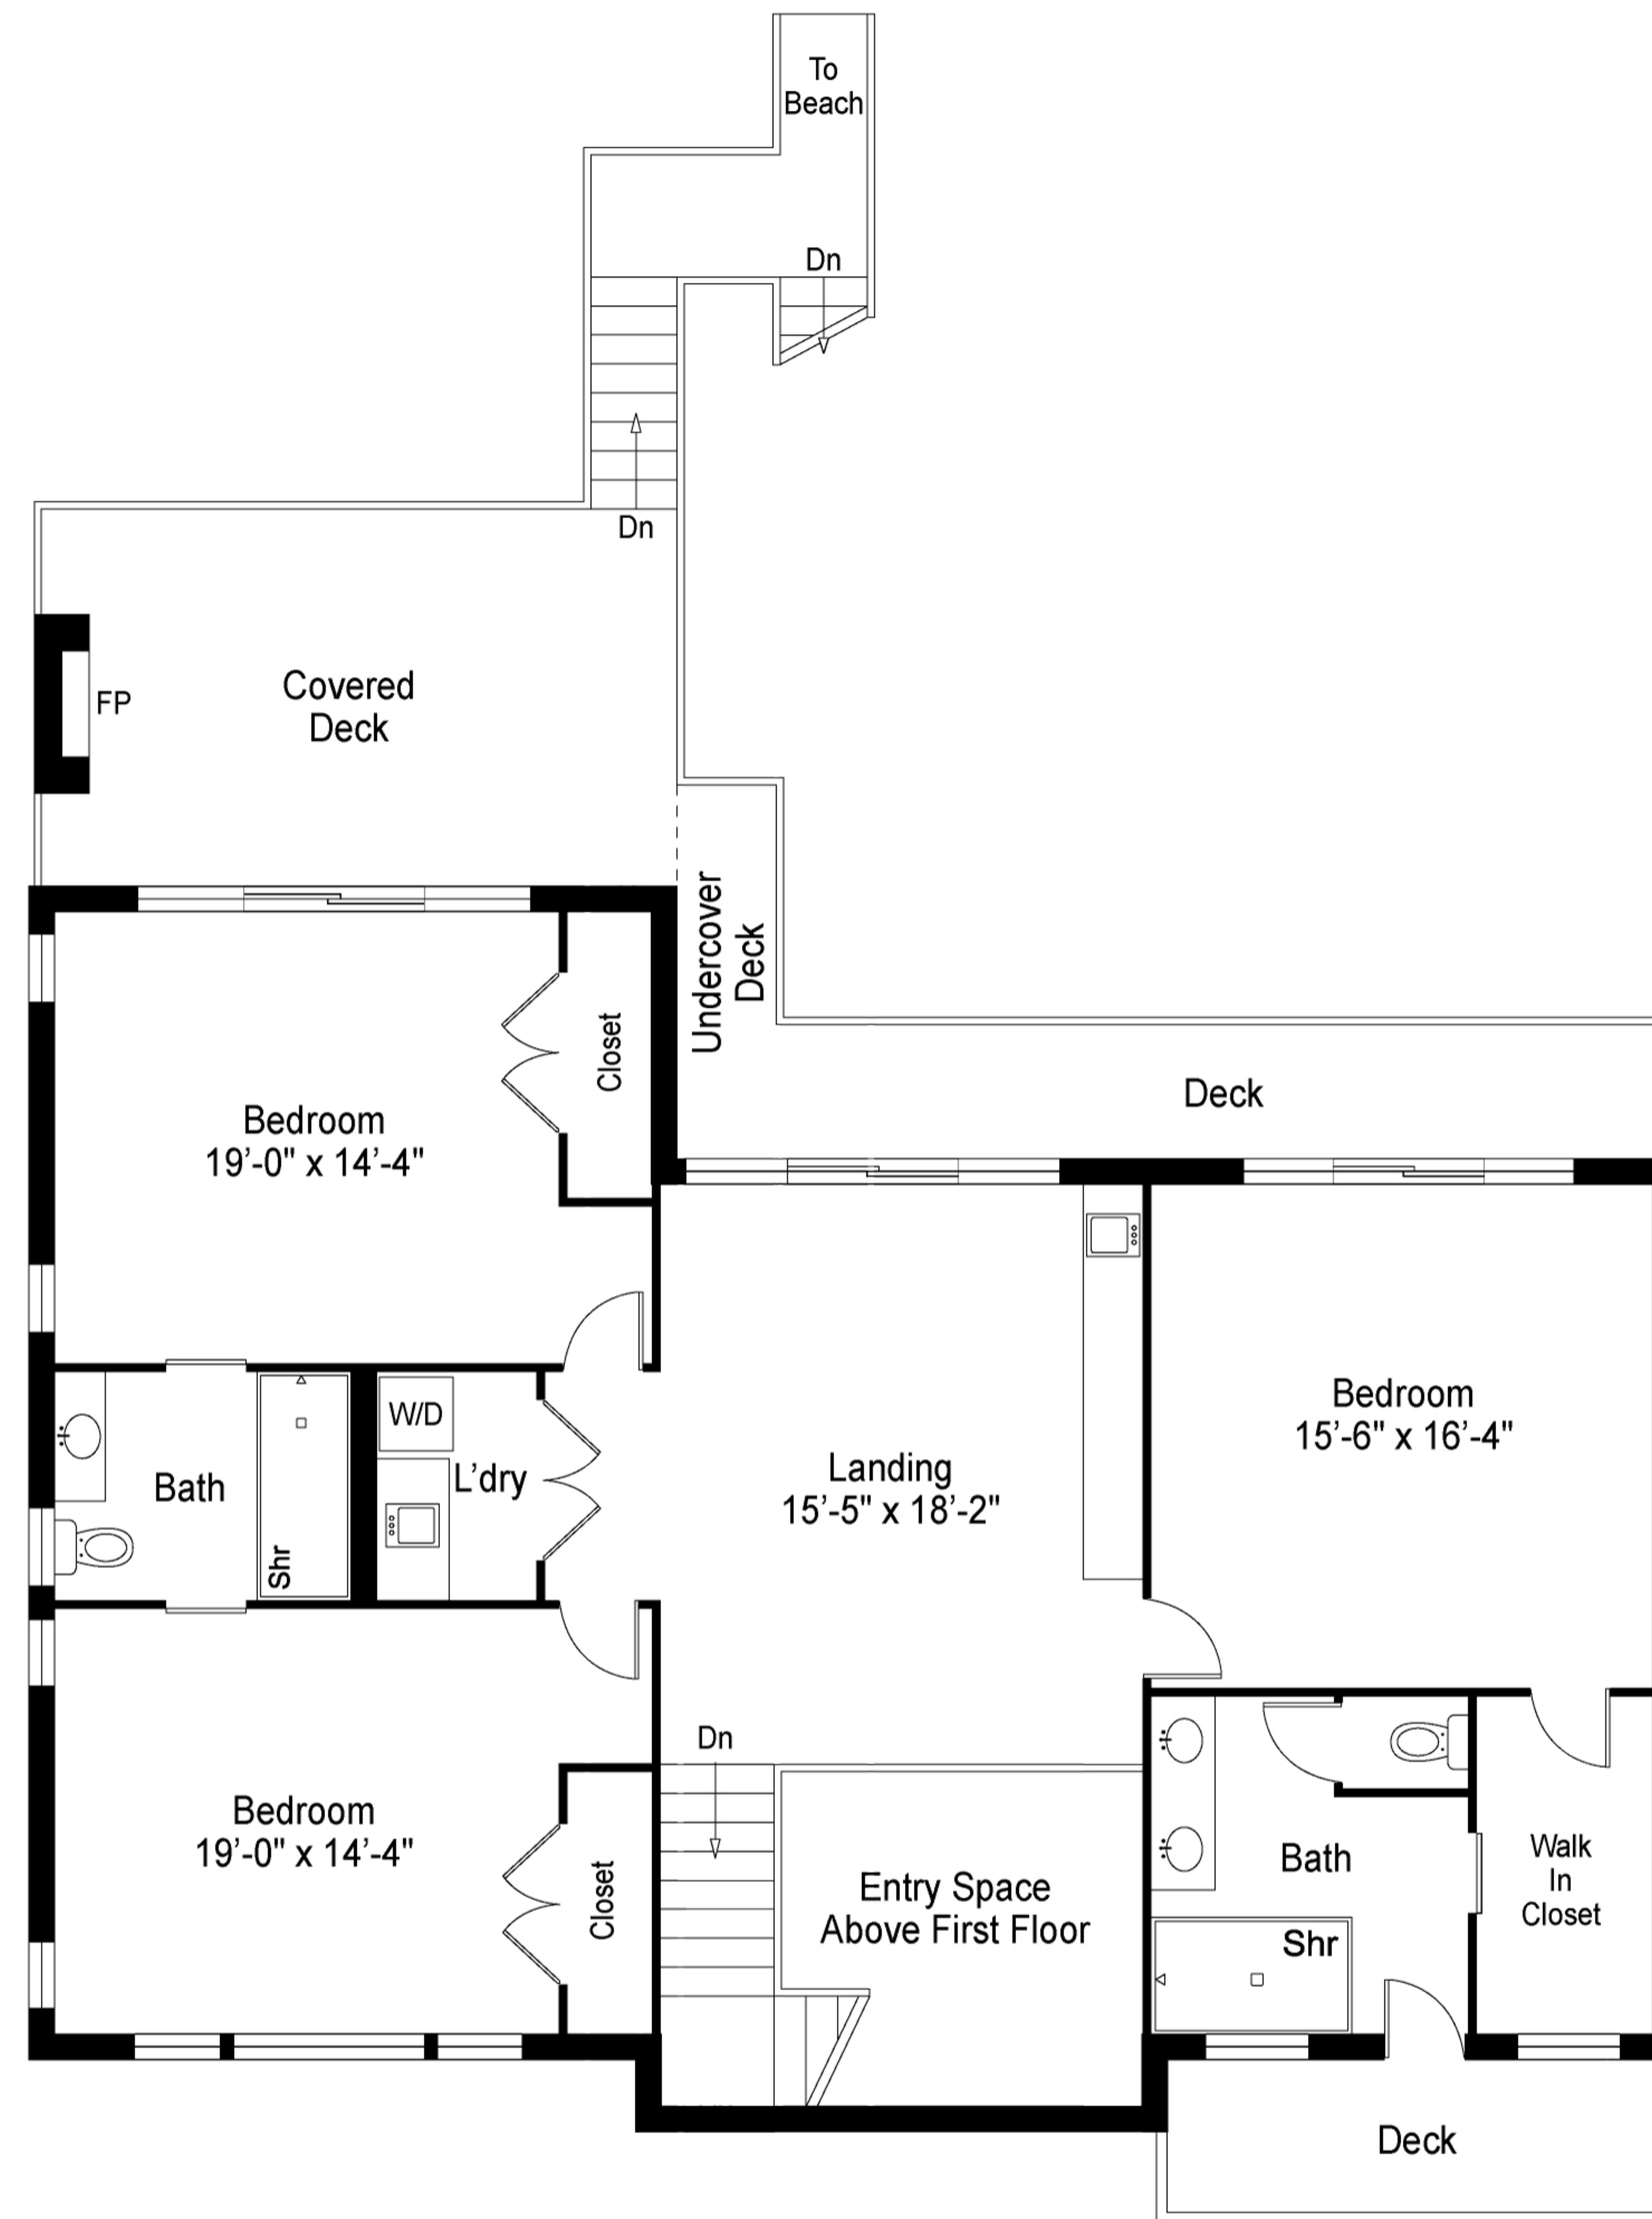 To
Beach
Dn
Dn
FP
Covered
Deck
Undercover
Deck
Closet
Deck
Bedroom
19'-0" x 14'-4"
W/D
L'dry
Bath
Shr
Landing
15'-5" x 18'-2"
Bedroom
15'-6" x 16'-4"
Dn
Bedroom
19'-0" x 14'-4"
Closet
Entry Space
Above First Floor
Bath
Shr
Walk
In
Closet
Deck